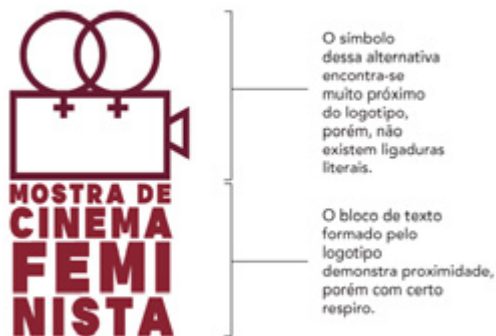 MOSTRA DE
CINEMA
FEMI
NISTA
O símbolo
dessa alternativa
encontra-se
muito próximo
do logotipo,
porém, não
existem ligaduras
literais.
O bloco de texto
formado pelo
logotipo
demonstra proximidade,
porém com certo
respiro.